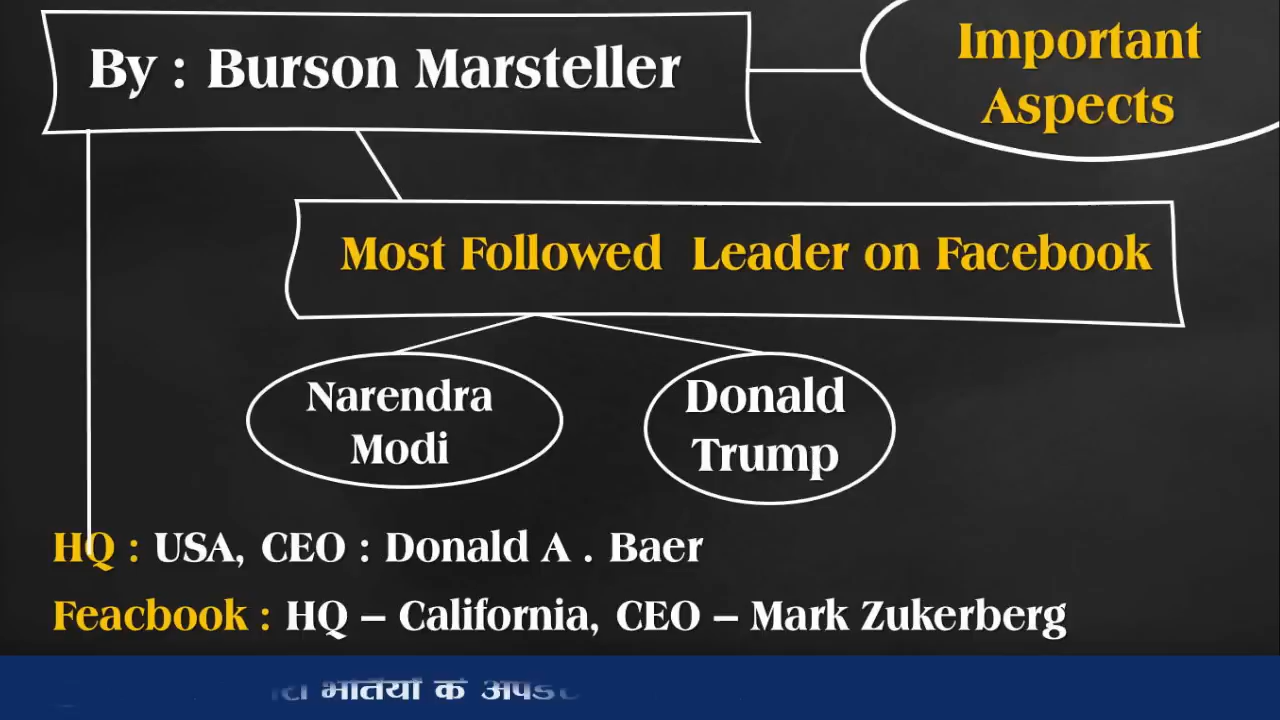 By : Burson Marsteller
Important
Aspects
Most Followed Leader on Facebook
Narendra
Modi
Donald
Trump
HQ : USA, CEO : Donald A . Baer
Feacbook : HQ – California, CEO – Mark Zukerberg
भर्तियों के